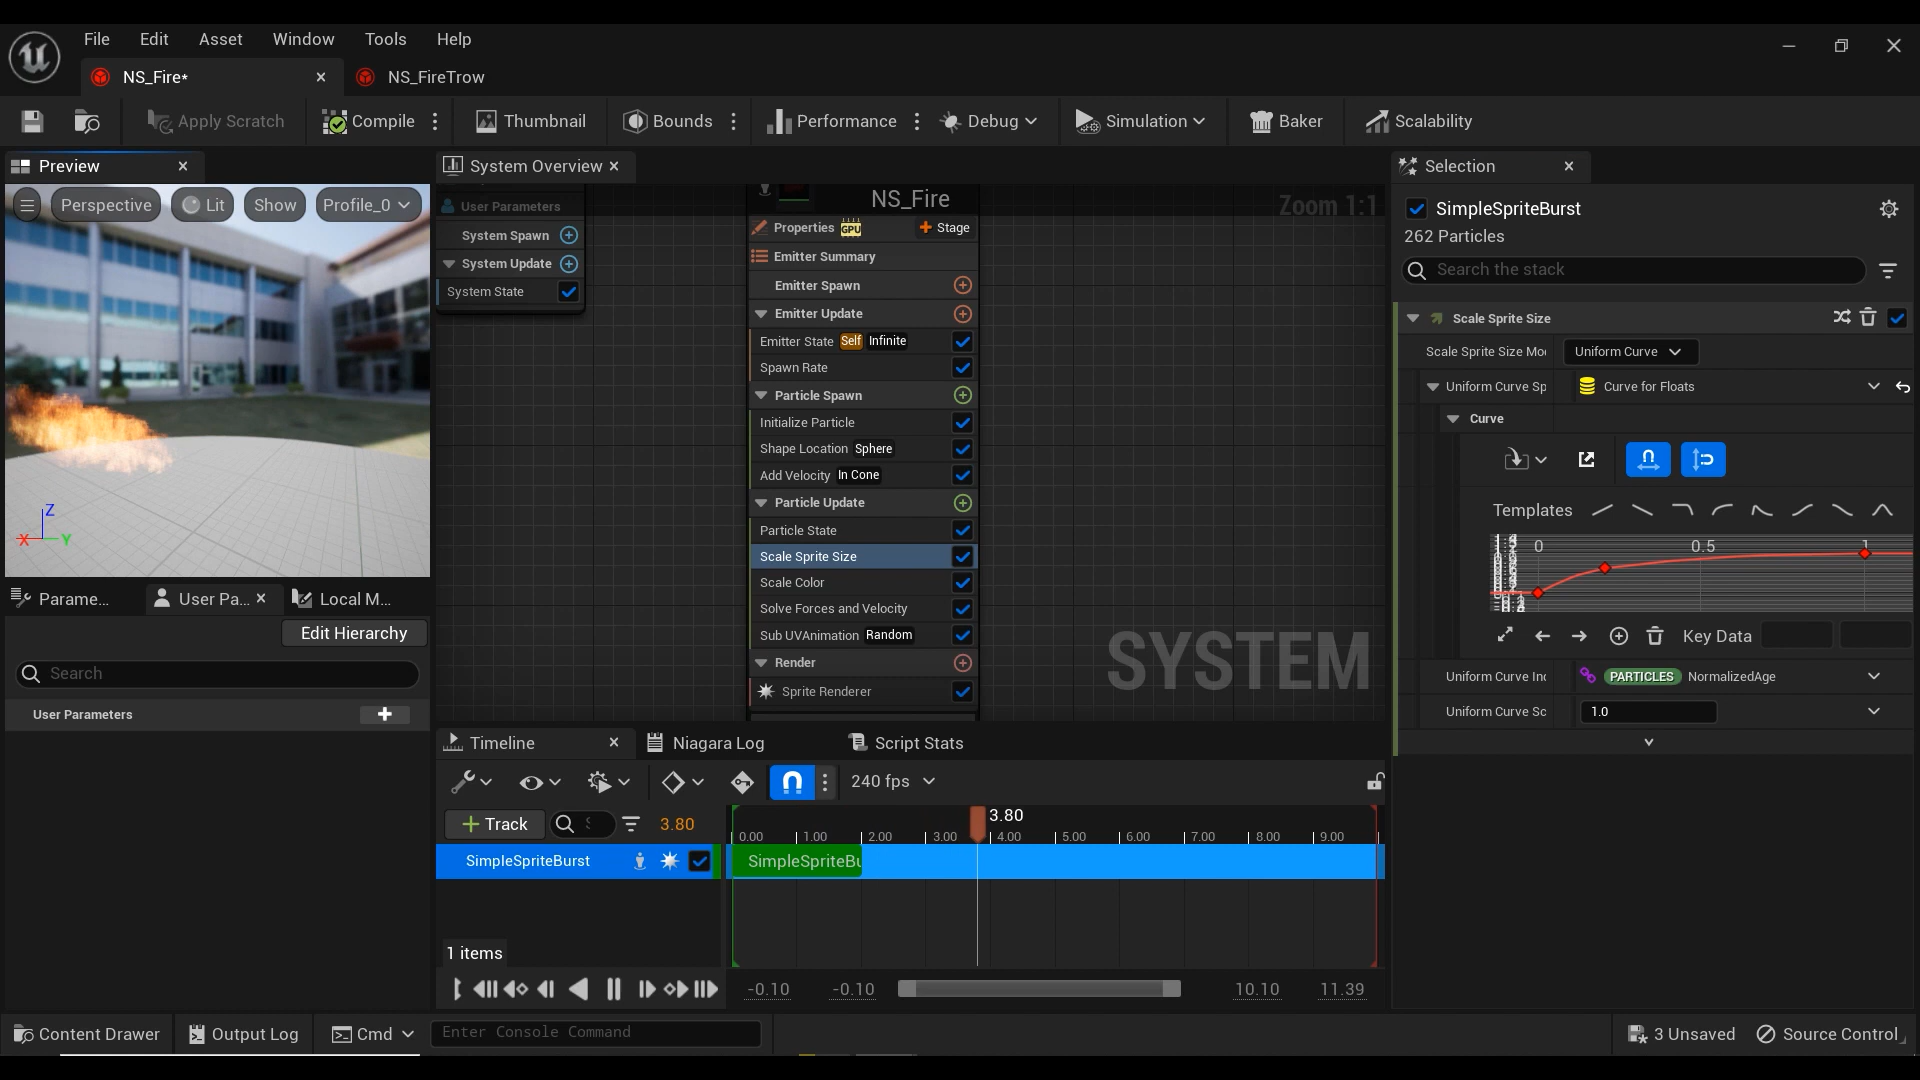 File Edit Asset Window Tools Help
NS_Fire* NS_FireTrow
Apply Scratch Compile Thumbnail Bounds Performance Debug Simulation Baker Scalability
Preview
System Overview
Selection
Perspective Lit Show Profile_0
User Parameters
System Spawn
System Update
System State
NS_Fire
Zoom 1:1
Properties GPU Stage
Emitter Summary
Emitter Spawn
Emitter Update
Emitter State Self Infinite
Spawn Rate
Particle Spawn
Initialize Particle
Shape Location Sphere
Add Velocity In Cone
Particle Update
Particle State
Scale Sprite Size
Scale Color
Solve Forces and Velocity
Sub UVAnimation Random
Render
Sprite Renderer
SYSTEM
SimpleSpriteBurst
262 Particles
Search the stack
Scale Sprite Size
Scale Sprite Size Mo
Uniform Curve
Uniform Curve Sp
Curve for Floats
Curve
Templates
0 0.5 1
Key Data
Uniform Curve Inc
PARTICLES NormalizedAge
Uniform Curve Sc
1.0
Z
X
Y
Parame... User Pa... Local M...
Edit Hierarchy
Search
User Parameters
Timeline Niagara Log Script Stats
240 fps
Track S 3.80
3.80
0.00 1.00 2.00 3.00 4.00 5.00 6.00 7.00 8.00 9.00
SimpleSpriteBurst
SimpleSpriteBu
1 items
-0.10 -0.10 10.10 11.39
Content Drawer Output Log Cmd Enter Console Command
3 Unsaved Source Control